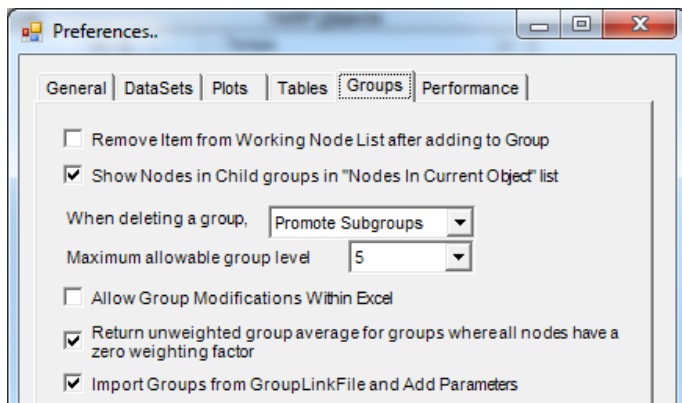 Preferences..
General DataSets Plots Tables Groups Performance
Remove Item from Working Node List after adding to Group
Show Nodes in Child groups in "Nodes In Current Object" list
When deleting a group, Promote Subgroups
Maximum allowable group level 5
Allow Group Modifications Within Excel
Return unweighted group average for groups where all nodes have a
zero weighting factor
Import Groups from GroupLinkFile and Add Parameters